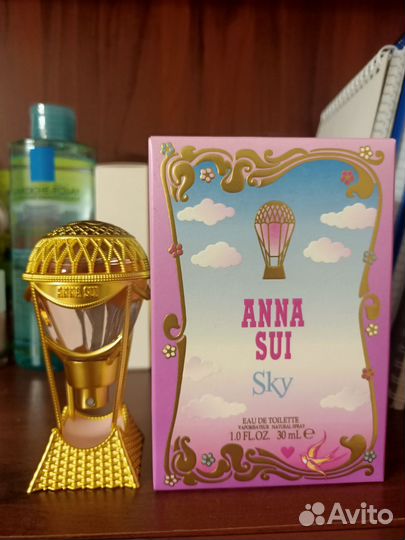 ANNA SUI
ANNA
SUI
Sky
EAU DE TOILETTE
VAPORISATEUR NATURAL SPRAY
1.0 FL.OZ. 30 mL ℮
Avito